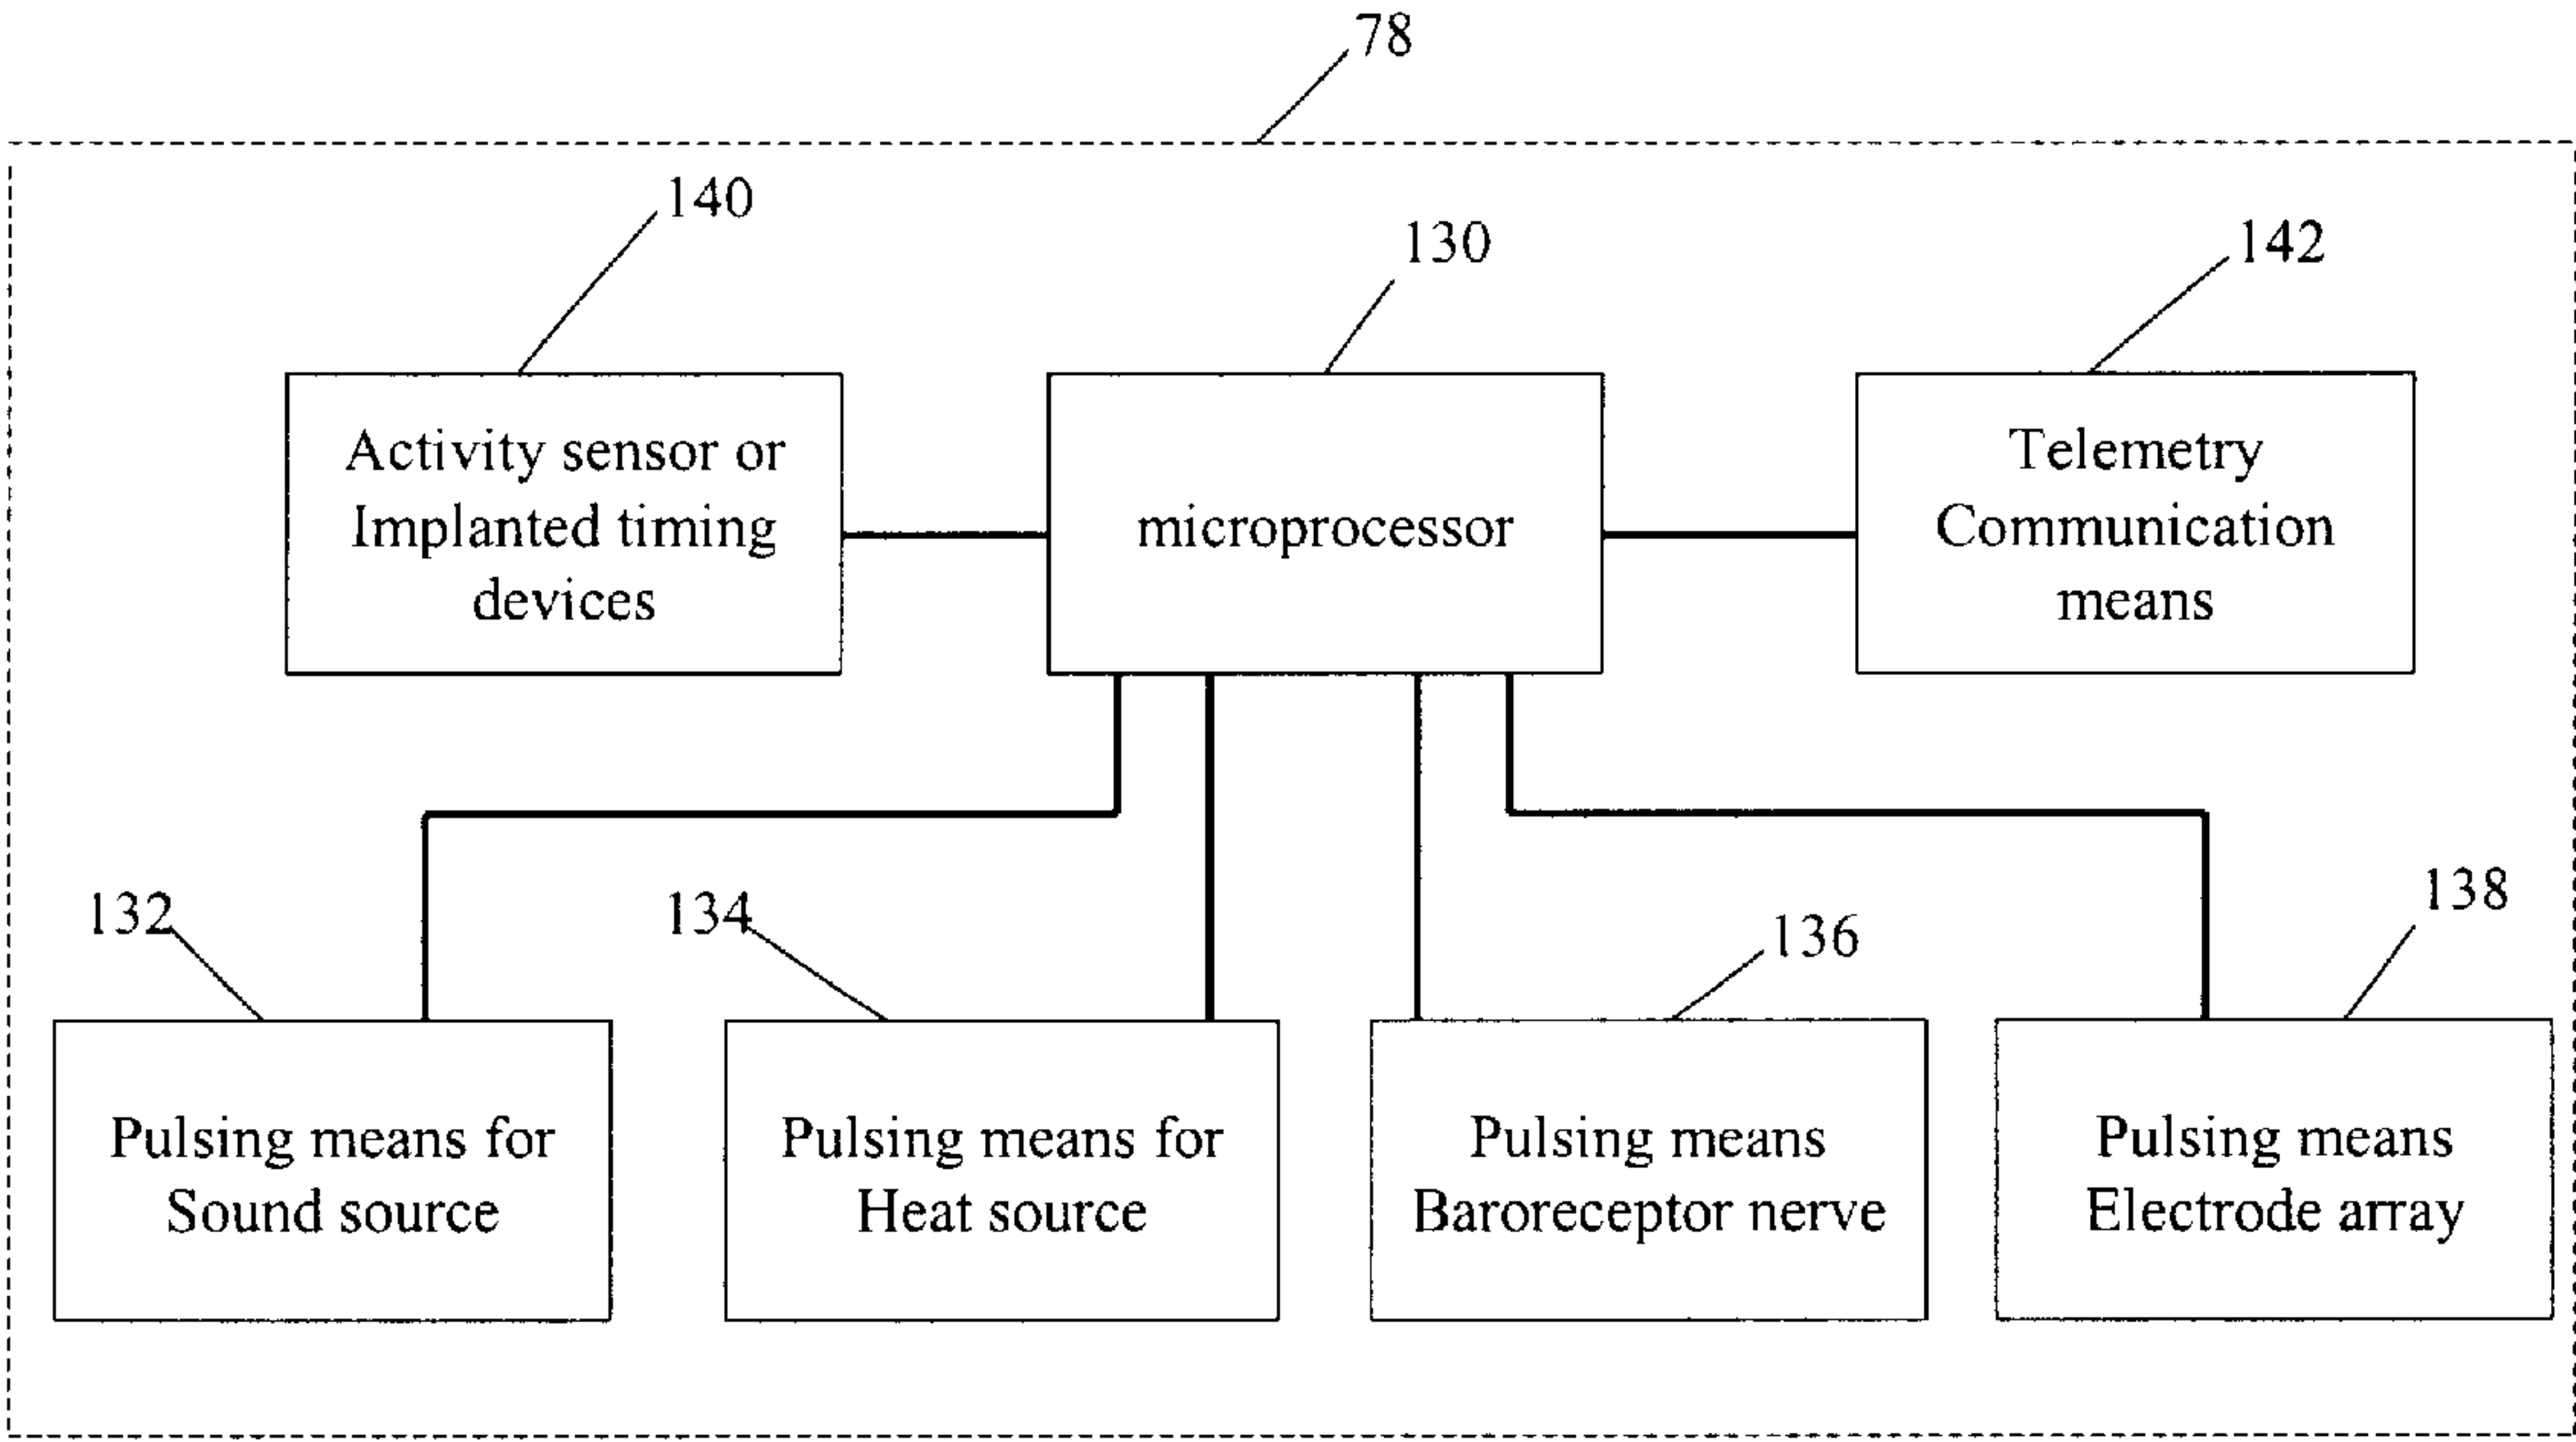 78
140
130
142
Activity sensor or
Implanted timing
devices
microprocessor
Telemetry
Communication
means
132
134
136
138
Pulsing means for
Sound source
Pulsing means for
Heat source
Pulsing means
Baroreceptor nerve
Pulsing means
Electrode array